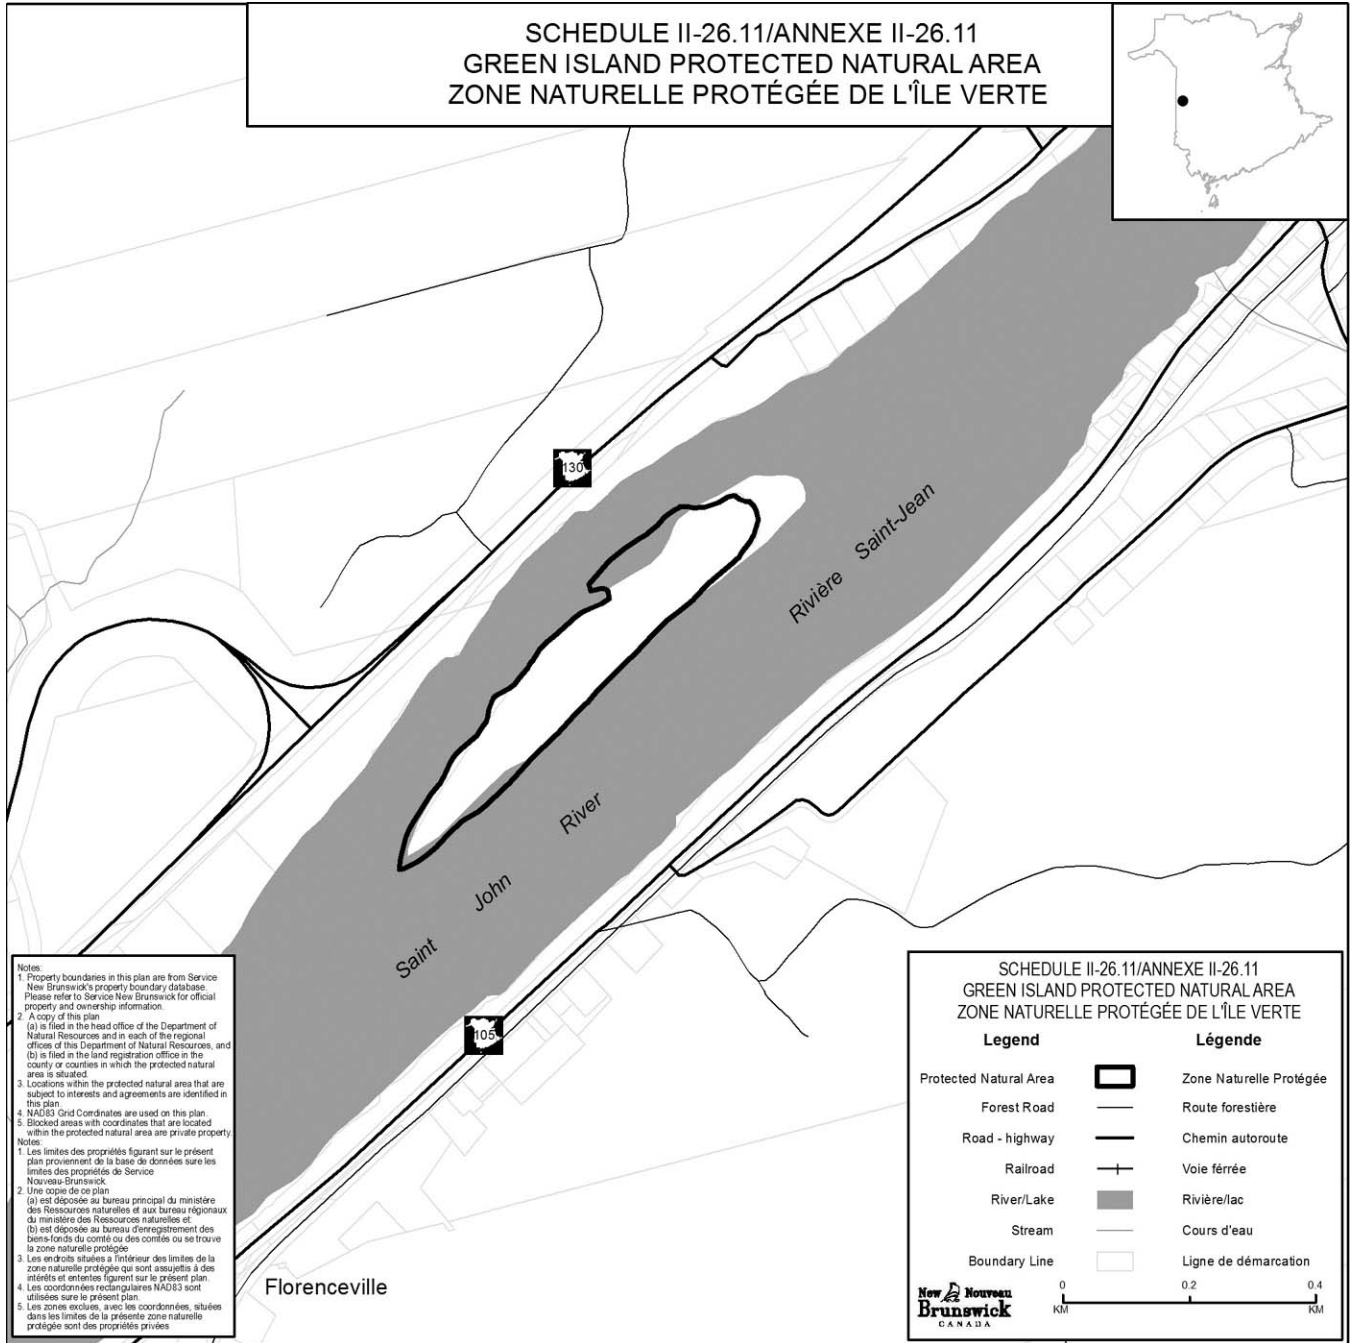 SCHEDULE II-26.11/ANNEXE II-26.11
GREEN ISLAND PROTECTED NATURAL AREA
ZONE NATURELLE PROTÉGÉE DE L'ÎLE VERTE
130
Rivière Saint-Jean
Saint John River
105
Florenceville
Notes:
1. Property boundaries in this plan are from Service
New Brunswick's property boundary database.
Please refer to Service New Brunswick for official
property and ownership information.
2. A copy of this plan
(a) is filed in the head office of the Department of
Natural Resources and in each of the regional
offices of this Department of Natural Resources, and
(b) is filed in the land registration offfice in the
county or counties in which the protected natural
area is situated.
3. Locations within the protected natural area that are
subject to interests and agreements are identified in
this plan.
4. NAD83 Grid Corrdinates are used on this plan.
5. Blocked areas with coordinates that are located
within the protected natural area are private property.
Notes:
1. Les limites des propriétés figurant sur le présent
plan proviennent de la base de données sure les
limites des propriétés de Service
Nouveau-Brunswick.
2. Une copie de ce plan
(a) est déposée au bureau principal du ministère
des Ressources naturelles et aux bureau régionaux
du ministère des Ressources naturelles et:
(b) est déposée au bureau d'enregistrement des
biens-fonds du comté ou des comtés ou se trouve
la zone naturelle protégée
3. Les endroits situées a l'intérieur des limites de la
zone naturelle protégée qui sont assujettis à des
intérêts et ententes figurent sur le présent plan.
4. Les coordonnées rectangulaires NAD83 sont
utilisées sure le présent plan.
5. Les zones exclues, avec les coordonnées, situées
dans les limites de la présente zone naturelle
protégée sont des propriétés privées
SCHEDULE II-26.11/ANNEXE II-26.11
GREEN ISLAND PROTECTED NATURAL AREA
ZONE NATURELLE PROTÉGÉE DE L'ÎLE VERTE
Legend Légende
Protected Natural Area Zone Naturelle Protégée
Forest Road Route forestière
Road - highway Chemin autoroute
Railroad Voie férrée
River/Lake Rivière/lac
Stream Cours d'eau
Boundary Line Ligne de démarcation
New Nouveau
Brunswick
CANADA
0 0.2 0.4
KM KM